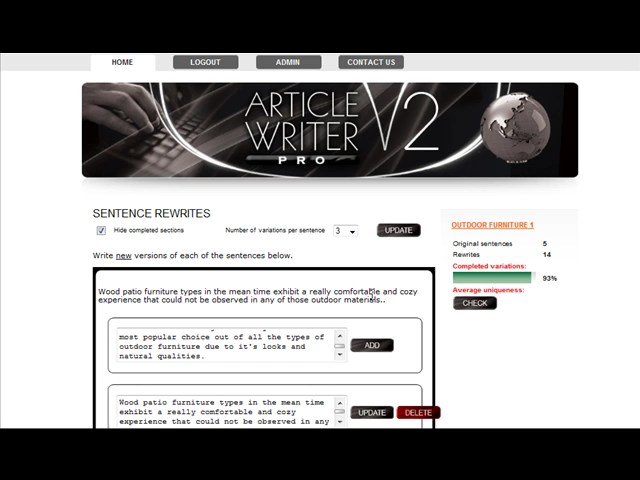 HOME LOGOUT ADMIN CONTACT US
ARTICLE
WRITER V2
PRO
SENTENCE REWRITES
Hide completed sections Number of variations per sentence 3 UPDATE
Write new versions of each of the sentences below.
Wood patio furniture types in the mean time exhibit a really comfortable and cozy
experience that could not be observed in any of those outdoor materials..
most popular choice out of all the types of
outdoor furniture due to it's looks and
natural qualities.
ADD
Wood patio furniture types in the mean time
exhibit a really comfortable and cozy
experience that could not be observed in any
UPDATE DELETE
OUTDOOR FURNITURE 1
Original sentences 5
Rewrites 14
Completed variations:
93%
Average uniqueness:
CHECK